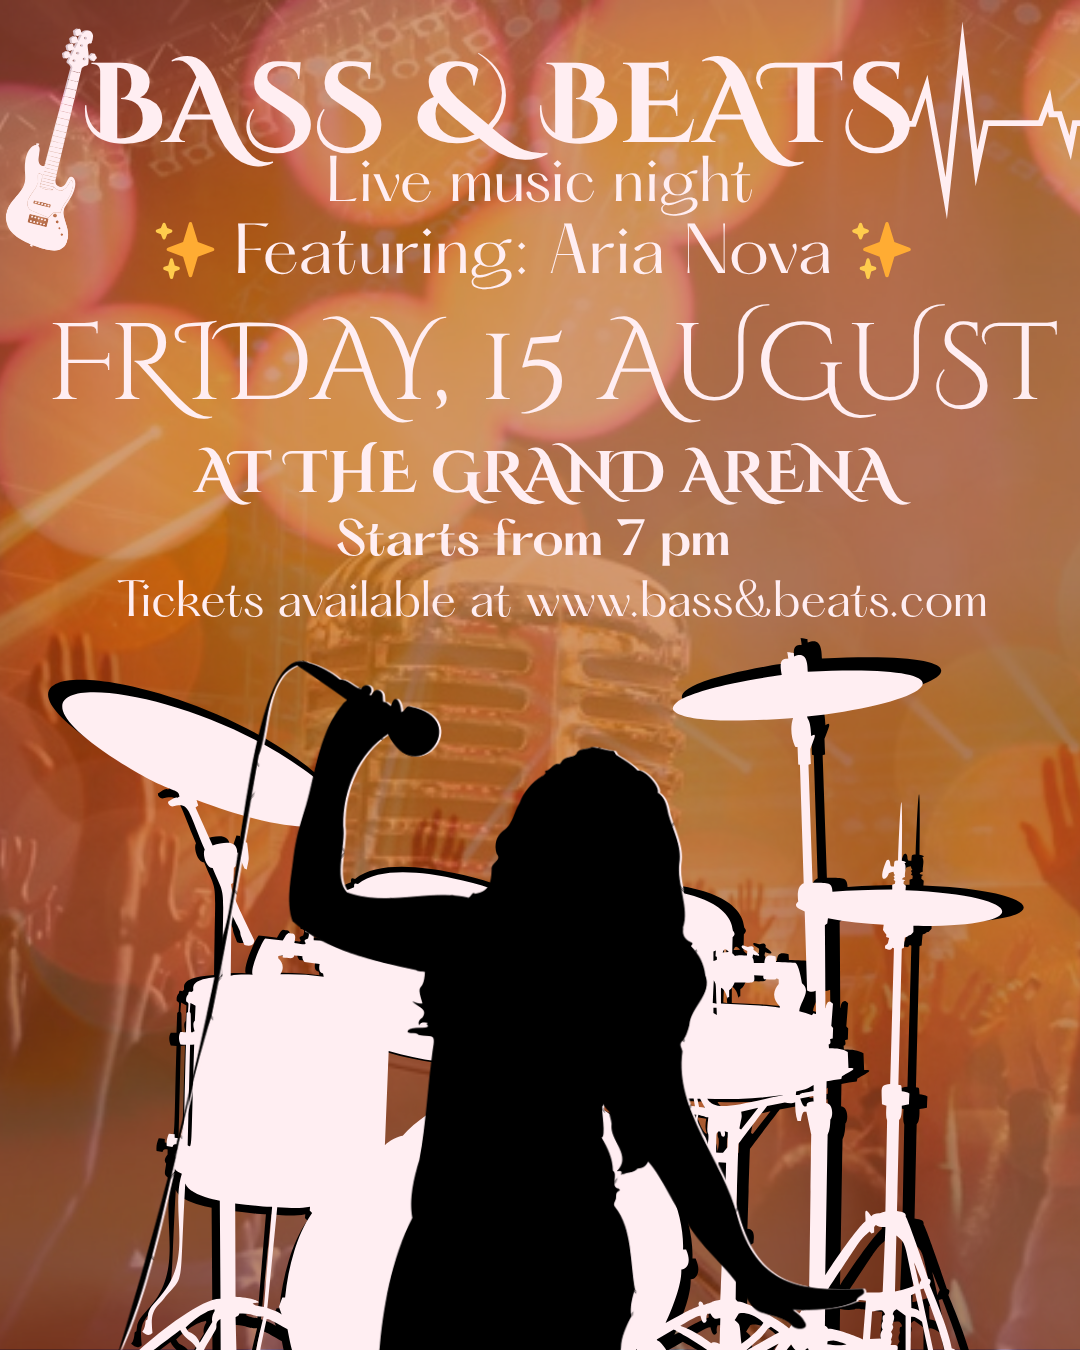 BASS & BEATS
Live music night
✨ Featuring: Aria Nova ✨
FRIDAY, 15 AUGUST
AT THE GRAND ARENA
Starts from 7 pm
Tickets available at www.bass&beats.com